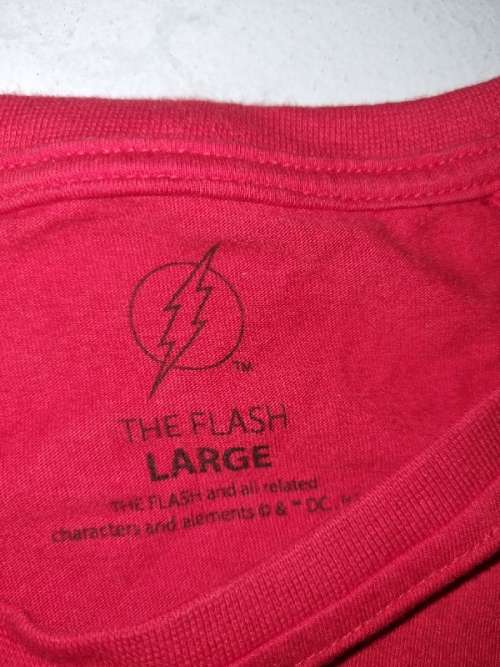 TM
THE FLASH
LARGE
THE FLASH and all related
characters and elements © & ™ DC.